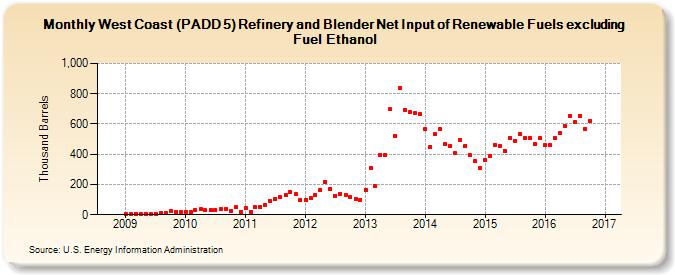 Monthly West Coast (PADD 5) Refinery and Blender Net Input of Renewable Fuels excluding
Fuel Ethanol
Thousand Barrels
1,000
800
600
400
200
0
2009 2010 2011 2012 2013 2014 2015 2016 2017
Source: U.S. Energy Information Administration